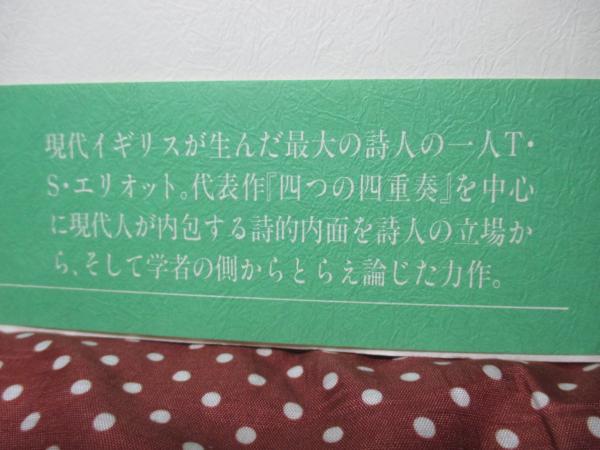 現代イギリスが生んだ最大の詩人の一人T・
S・エリオット。代表作『四つの四重奏』を中心
に現代人が内包する詩的内面を詩人の立場か
ら、そして学者の側からとらえ論じた力作。